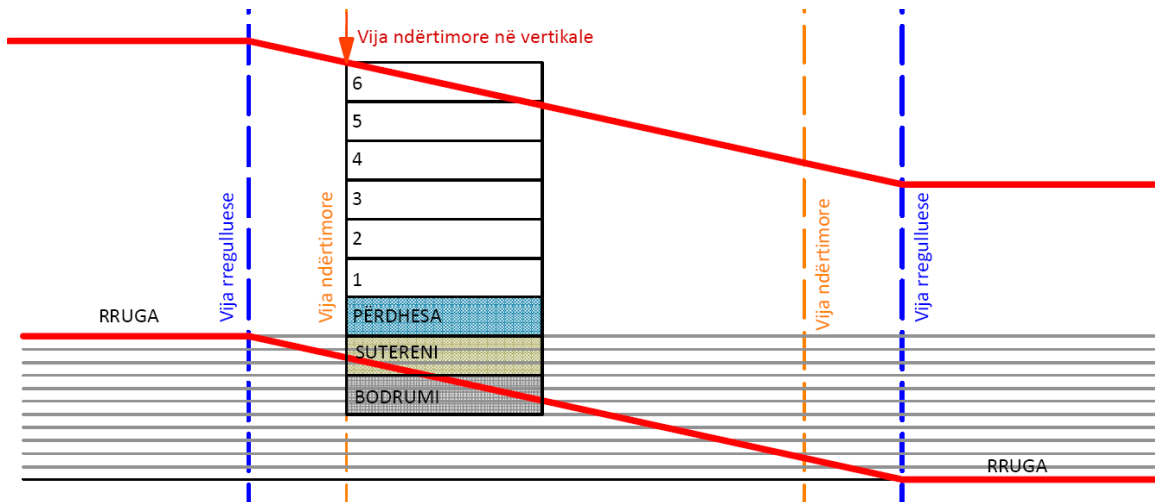 Vija ndërtimore në vertikale
6
5
4
3
2
1
PËRDHESA
SUTERENI
BODRUMI
RRUGA
Vija rregulluese
Vija ndërtimore
Vija ndërtimore
Vija rregulluese
RRUGA